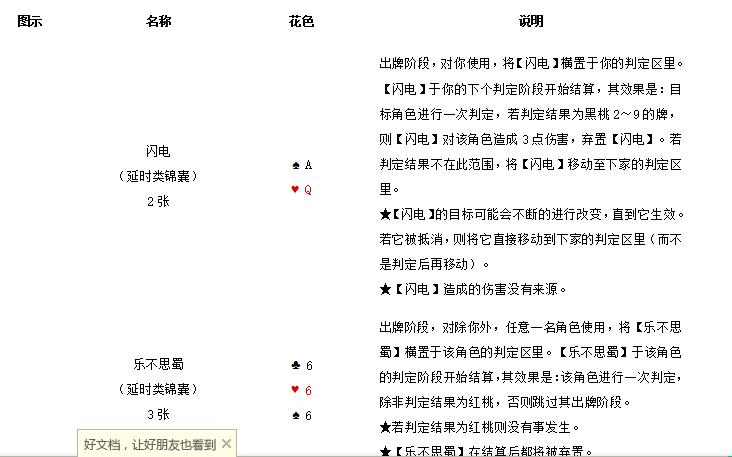 图示 名称 花色 说明
出牌阶段，对你使用，将【闪电】横置于你的判定区里。
【闪电】于你的下个判定阶段开始结算，其效果是：目
标角色进行一次判定，若判定结果为黑桃2～9的牌，
则【闪电】对该角色造成3点伤害，弃置【闪电】。若
判定结果不在此范围，将【闪电】移动至下家的判定区
里。
★【闪电】的目标可能会不断的进行改变，直到它生效。
若它被抵消，则将它直接移动到下家的判定区里（而不
是判定后再移动）。
★【闪电】造成的伤害没有来源。
闪电
（延时类锦囊）
2张
♠ A
♥ Q
出牌阶段，对除你外，任意一名角色使用，将【乐不思
蜀】横置于该角色的判定区里。【乐不思蜀】于该角色
的判定阶段开始结算，其效果是：该角色进行一次判定，
除非判定结果为红桃，否则跳过其出牌阶段。
★若判定结果为红桃则没有事发生。
★【乐不思蜀】在结算后都将被弃置。
乐不思蜀
（延时类锦囊）
3张
♣ 6
♥ 6
♠ 6
好文档，让好朋友也看到 ×